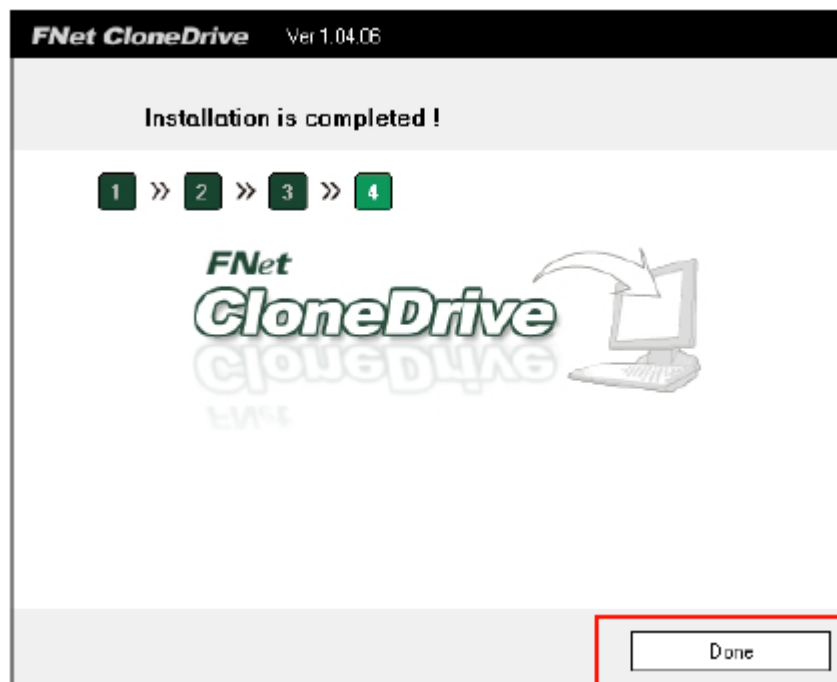 FNet CloneDrive Ver 1.04.06
Installation is completed !
1 » 2 » 3 » 4
FNet
CloneDrive
Done